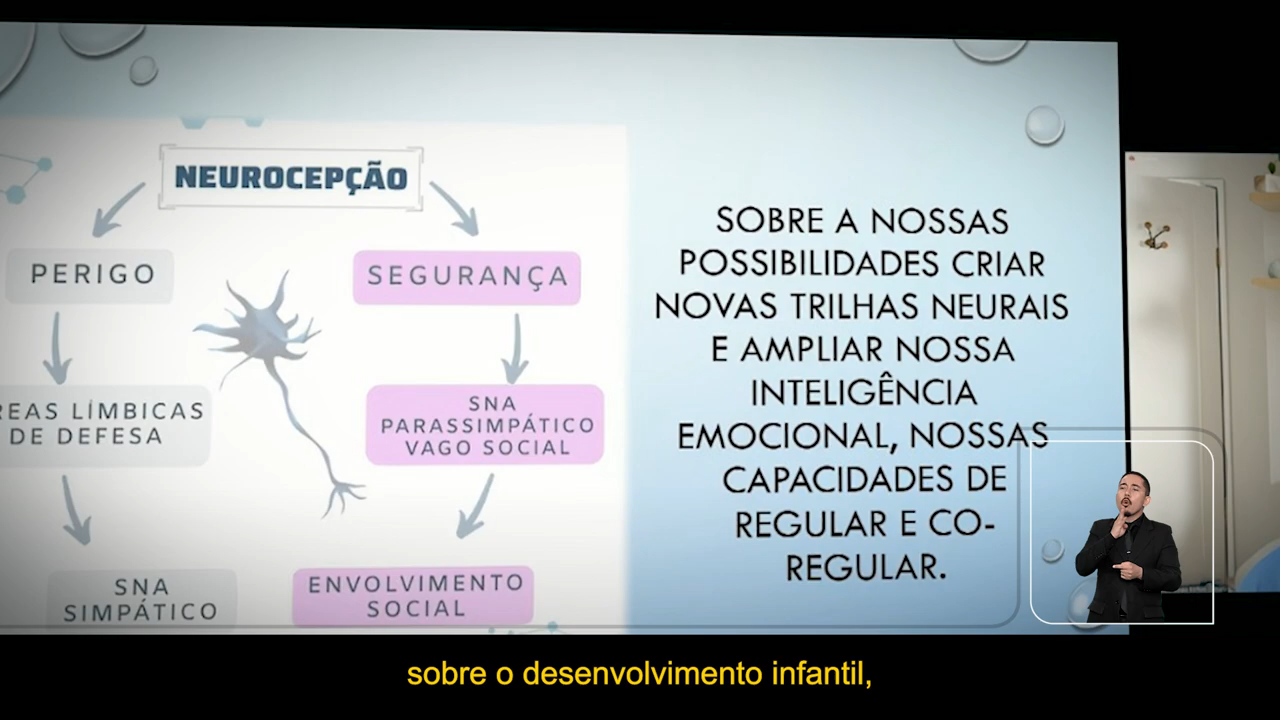 NEUROCEPÇÃO
PERIGO
SEGURANÇA
LÍMBICAS
DE DEFESA
SNA
PARASSIMPÁTICO
VAGO SOCIAL
SNA
SIMPÁTICO
ENVOLVIMENTO
SOCIAL
SOBRE A NOSSAS
POSSIBILIDADES CRIAR
NOVAS TRILHAS NEURAIS
E AMPLIAR NOSSA
INTELIGÊNCIA
EMOCIONAL, NOSSAS
CAPACIDADES DE
REGULAR E CO-
REGULAR.
sobre o desenvolvimento infantil,